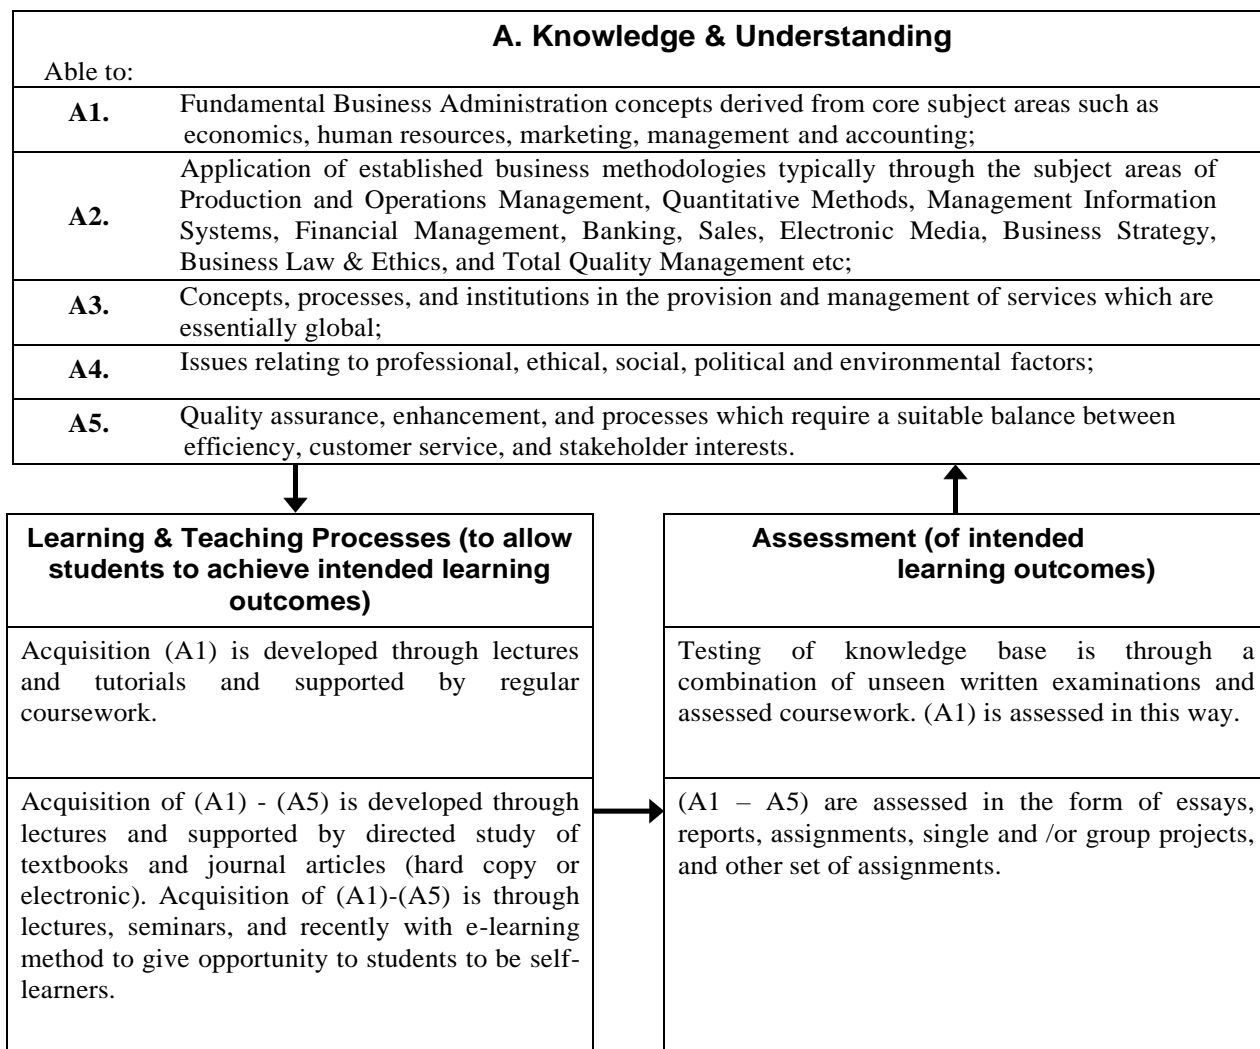 A. Knowledge & Understanding
Able to:
A1.
Fundamental Business Administration concepts derived from core subject areas such as
economics, human resources, marketing, management and accounting;
A2.
Application of established business methodologies typically through the subject areas of
Production and Operations Management, Quantitative Methods, Management Information
Systems, Financial Management, Banking, Sales, Electronic Media, Business Strategy,
Business Law & Ethics, and Total Quality Management etc;
A3.
Concepts, processes, and institutions in the provision and management of services which are
essentially global;
A4.
Issues relating to professional, ethical, social, political and environmental factors;
A5.
Quality assurance, enhancement, and processes which require a suitable balance between
efficiency, customer service, and stakeholder interests.
Learning & Teaching Processes (to allow
students to achieve intended learning
outcomes)
Acquisition (A1) is developed through lectures
and tutorials and supported by regular
coursework.
Acquisition of (A1) - (A5) is developed through
lectures and supported by directed study of
textbooks and journal articles (hard copy or
electronic). Acquisition of (A1)-(A5) is through
lectures, seminars, and recently with e-learning
method to give opportunity to students to be self-
learners.
Assessment (of intended
learning outcomes)
Testing of knowledge base is through a
combination of unseen written examinations and
assessed coursework. (A1) is assessed in this way.
(A1 – A5) are assessed in the form of essays,
reports, assignments, single and /or group projects,
and other set of assignments.